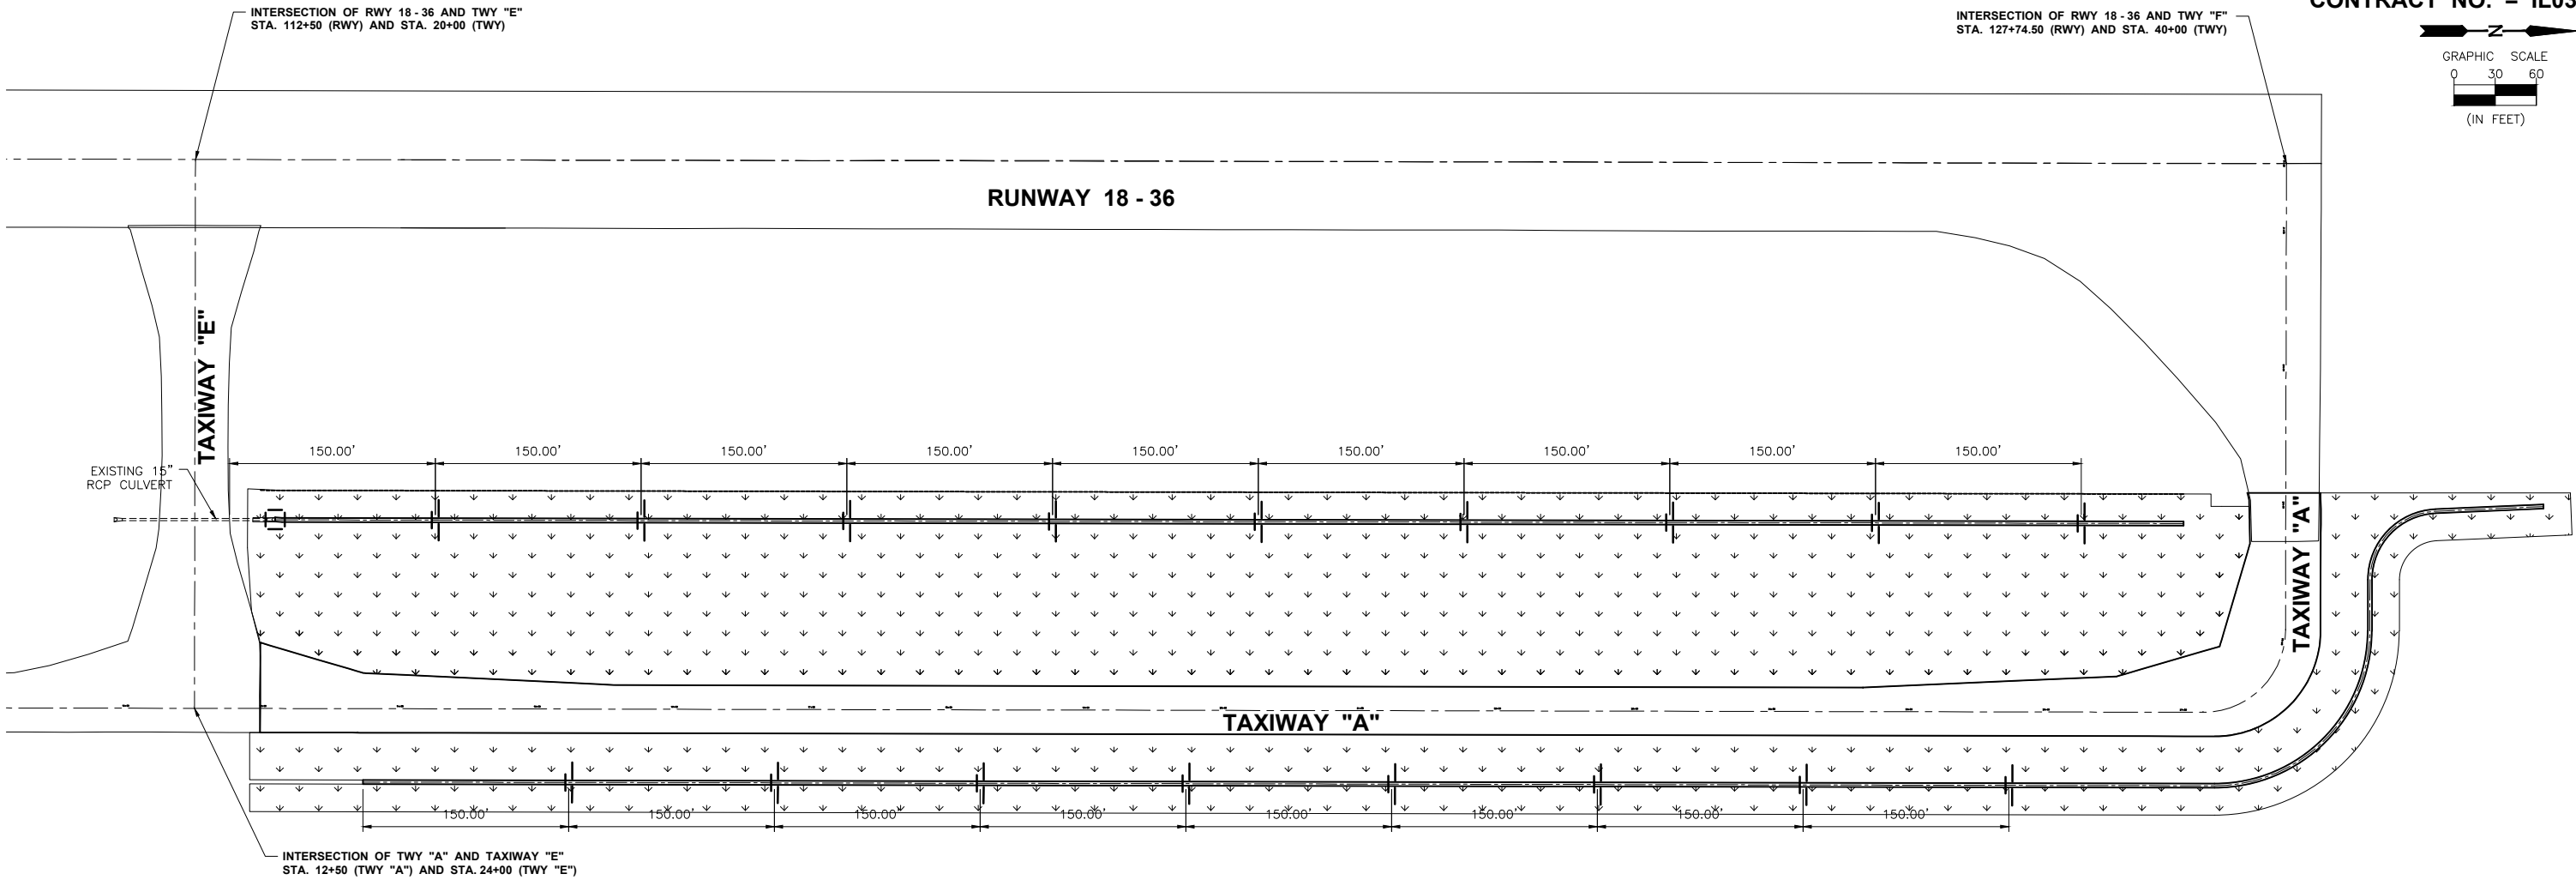 INTERSECTION OF RWY 18 - 36 AND TWY "E"
STA. 112+50 (RWY) AND STA. 20+00 (TWY)
INTERSECTION OF RWY 18 - 36 AND TWY "F"
STA. 127+74.50 (RWY) AND STA. 40+00 (TWY)
CONTRACT NO. – IL03
N
GRAPHIC SCALE
0 30 60
(IN FEET)
RUNWAY 18 - 36
TAXIWAY "E"
150.00' 150.00' 150.00' 150.00' 150.00' 150.00' 150.00' 150.00' 150.00'
EXISTING 15"
RCP CULVERT
TAXIWAY "A"
TAXIWAY "A"
150.00' 150.00' 150.00' 150.00' 150.00' 150.00' 150.00' 150.00'
INTERSECTION OF TWY "A" AND TAXIWAY "E"
STA. 12+50 (TWY "A") AND STA. 24+00 (TWY "E")